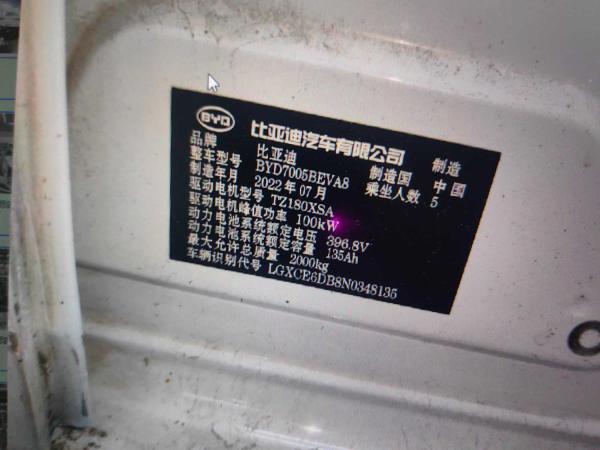 BYD 比亚迪汽车有限公司 制造
品牌 比亚迪 制造国 中国
整车型号 BYD7005BEVA8 乘坐人数 5
制造年月 2022年07月
驱动电机型号 TZ180XSA
驱动电机峰值功率 100kW
动力电池系统额定电压 396.8V
动力电池系统额定容量 135Ah
最大允许总质量 2000kg
车辆识别代号 LGXCE6DB8N0348135